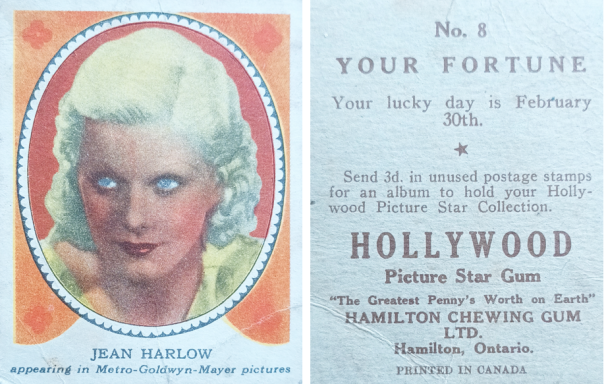 JEAN HARLOW
appearing in Metro-Goldwyn-Mayer pictures
No. 8
YOUR FORTUNE
Your lucky day is February
30th.
Send 3d. in unused postage stamps
for an album to hold your Holly-
wood Picture Star Collection.
HOLLYWOOD
Picture Star Gum
"The Greatest Penny's Worth on Earth"
HAMILTON CHEWING GUM
LTD.
Hamilton, Ontario.
PRINTED IN CANADA